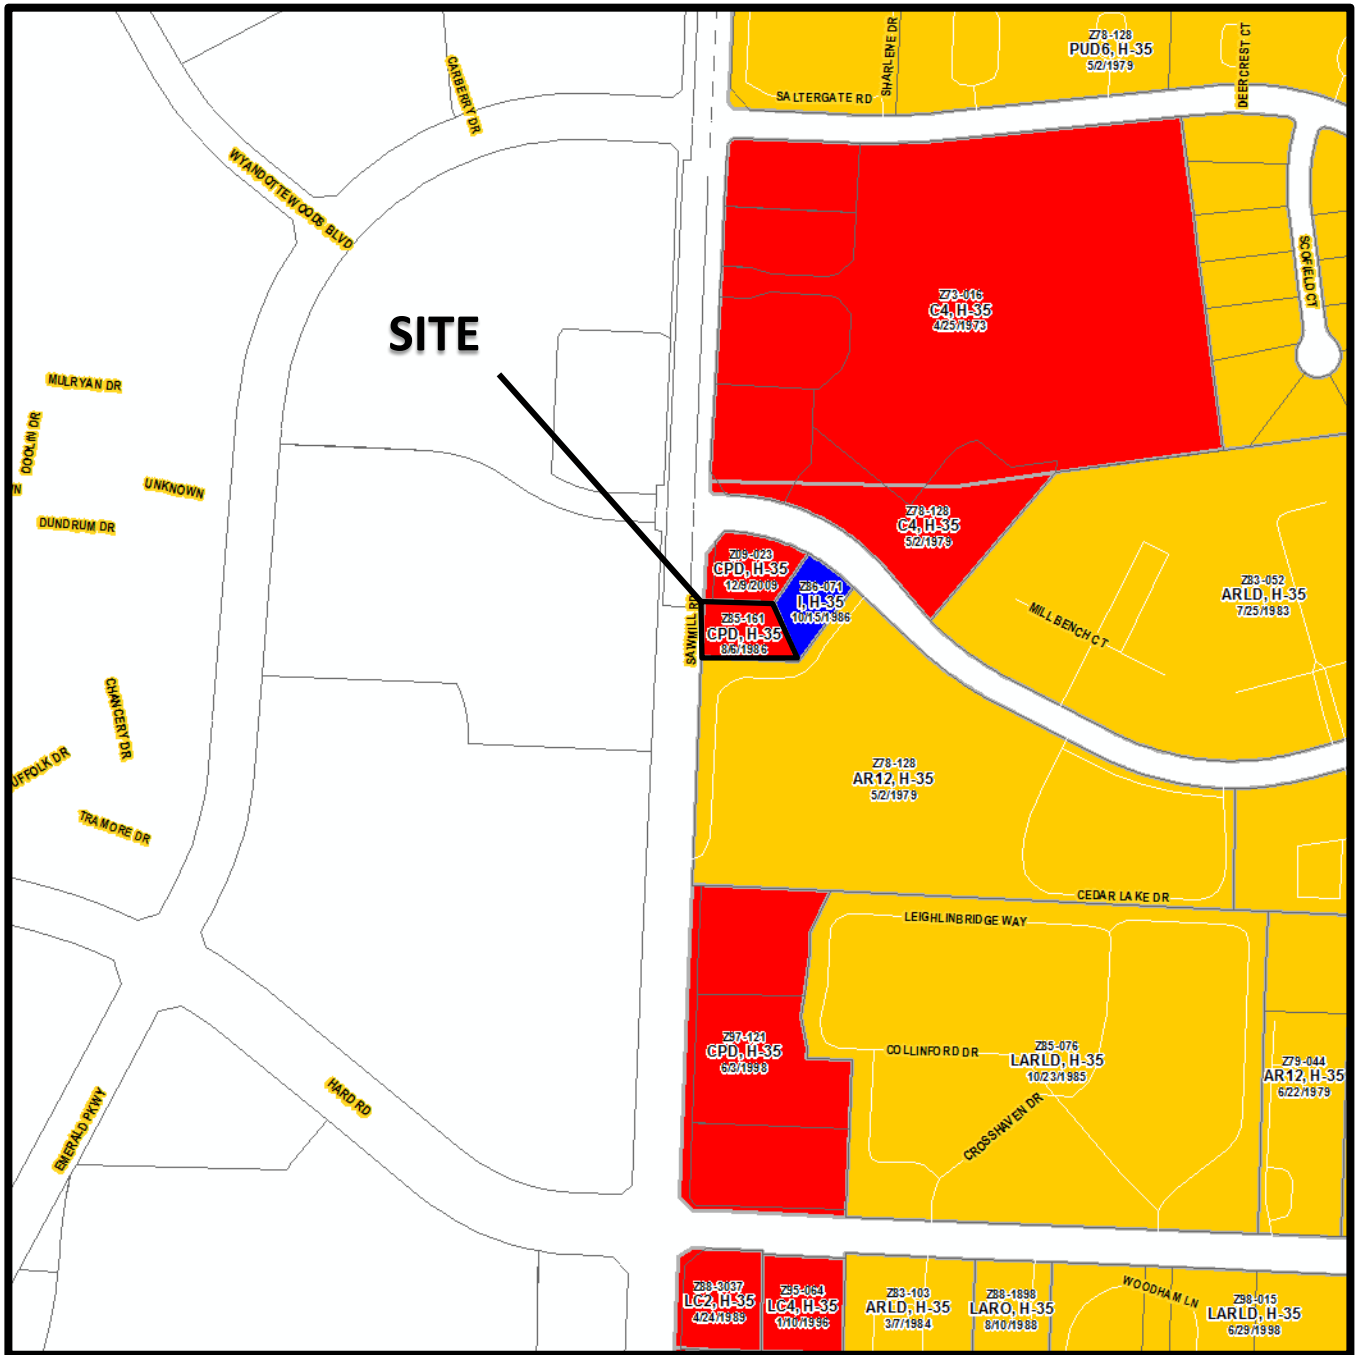 Z78-128
PUD6, H-35
5/2/1979
DEERCREST CT
SHARLENE DR
SALTERGATE RD
CARBERRY DR
WYANDOTTEWOODS BLVD
SCOFIELD CT
Z73-016
C4, H-35
4/25/1973
SITE
MULRYAN DR
DOOLIN DR
N
UNKNOWN
DUNDRUM DR
Z78-128
C4, H-35
5/2/1979
Z09-023
CPD, H-35
12/9/2009
Z86-071
I, H-35
10/15/1986
Z83-052
ARLD, H-35
7/25/1983
MILL BENCH CT
SAWMILL RD
Z85-161
CPD, H-35
8/6/1986
CHANCERY DR
UFFOLK DR
TRAMORE DR
Z78-128
AR12, H-35
5/2/1979
CEDAR LAKE DR
LEIGHLINBRIDGE WAY
Z97-121
CPD, H-35
6/3/1998
COLLINFORD DR
Z85-076
LARLD, H-35
10/23/1985
Z79-044
AR12, H-35
6/22/1979
CROSSHAVEN DR
HARD RD
EMERALD PKWY
Z88-3037
LC2, H-35
4/24/1989
Z95-064
LC4, H-35
1/10/1996
Z83-103
ARLD, H-35
3/7/1984
Z88-1898
LARO, H-35
8/10/1988
WOODHAM LN
Z98-015
LARLD, H-35
6/29/1998